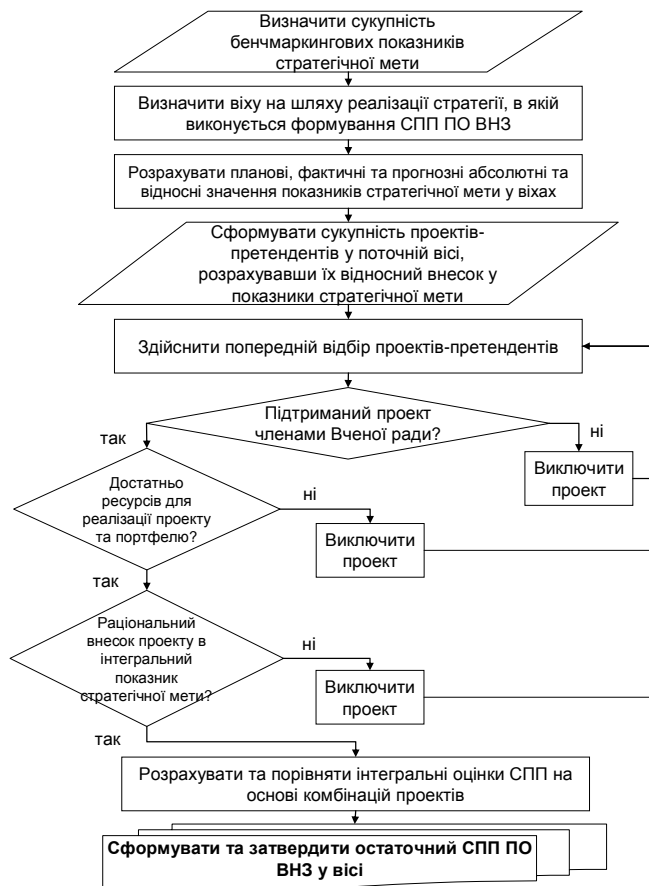 Визначити сукупність
бенчмаркингових показників
стратегічної мети
Визначити віху на шляху реалізації стратегії, в якій
виконується формування СПП ПО ВНЗ
Розрахувати планові, фактичні та прогнозні абсолютні та
відносні значення показників стратегічної мети у віхах
Сформувати сукупність проектів-
претендентів у поточній вісі,
розрахувавши їх відносний внесок у
показники стратегічної мети
Здійснити попередній відбір проектів-претендентів
Підтриманий проект
членами Вченої ради?
так
ні
Виключити
проект
Достатньо
ресурсів для
реалізації проекту
та портфелю?
ні
Виключити
проект
так
Раціональний
внесок проекту в
інтегральний
показник
стратегічної мети?
ні
Виключити
проект
так
Розрахувати та порівняти інтегральні оцінки СПП на
основі комбінацій проектів
Сформувати та затвердити остаточний СПП ПО
ВНЗ у вісі